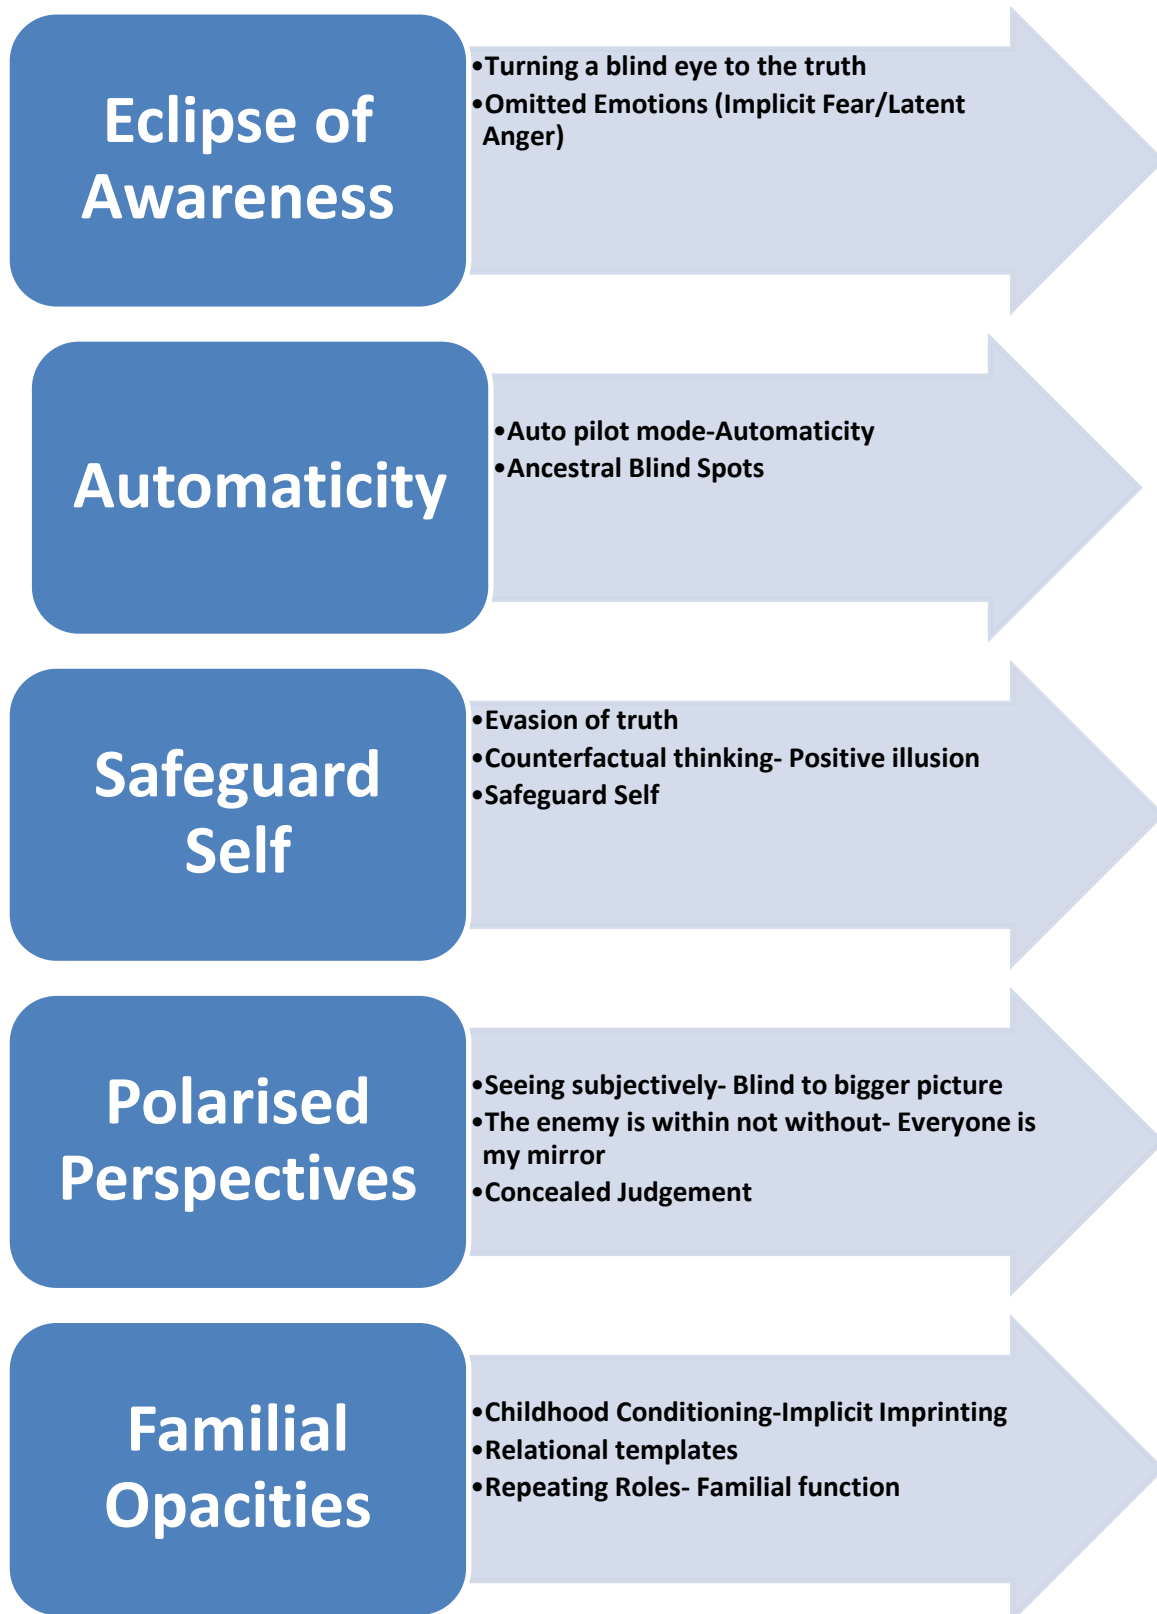 Eclipse of
Awareness
•Turning a blind eye to the truth
•Omitted Emotions (Implicit Fear/Latent
Anger)
Automaticity
•Auto pilot mode-Automaticity
•Ancestral Blind Spots
Safeguard
Self
•Evasion of truth
•Counterfactual thinking- Positive illusion
•Safeguard Self
Polarised
Perspectives
•Seeing subjectively- Blind to bigger picture
•The enemy is within not without- Everyone is
my mirror
•Concealed Judgement
Familial
Opacities
•Childhood Conditioning-Implicit Imprinting
•Relational templates
•Repeating Roles- Familial function